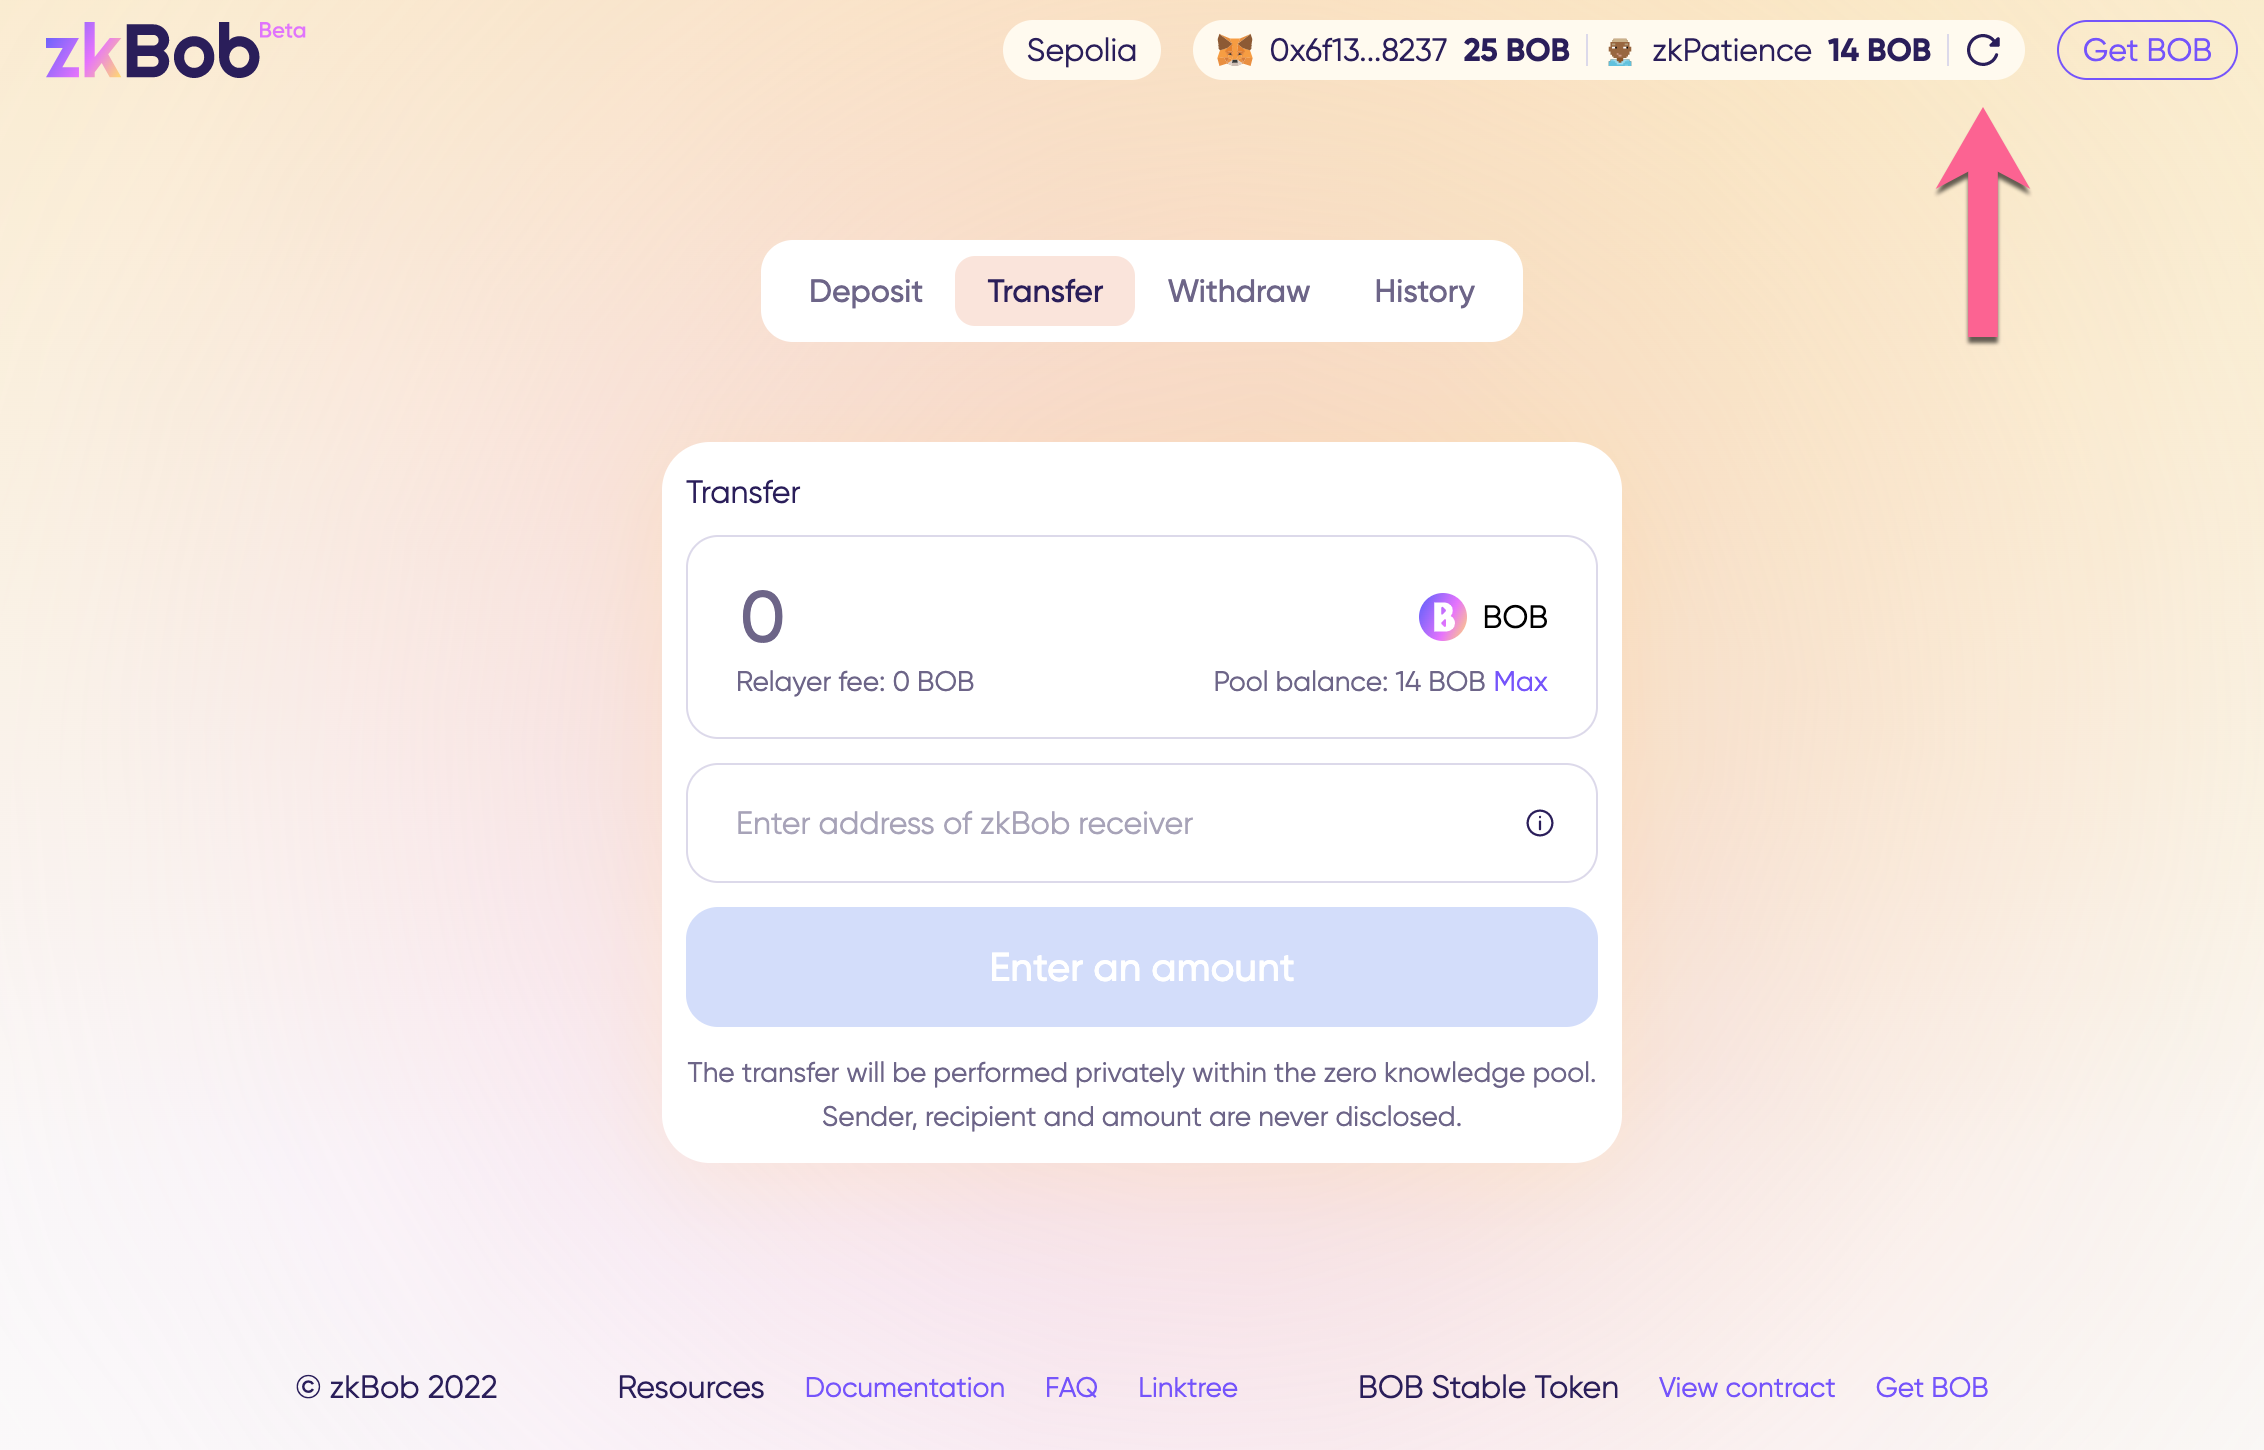 zkBob Beta
Sepolia
0x6f13...8237 25 BOB
zkPatience 14 BOB
Get BOB
Deposit Transfer Withdraw History
Transfer
0 BOB
Relayer fee: 0 BOB Pool balance: 14 BOB Max
Enter address of zkBob receiver
Enter an amount
The transfer will be performed privately within the zero knowledge pool.
Sender, recipient and amount are never disclosed.
© zkBob 2022 Resources Documentation FAQ Linktree BOB Stable Token View contract Get BOB